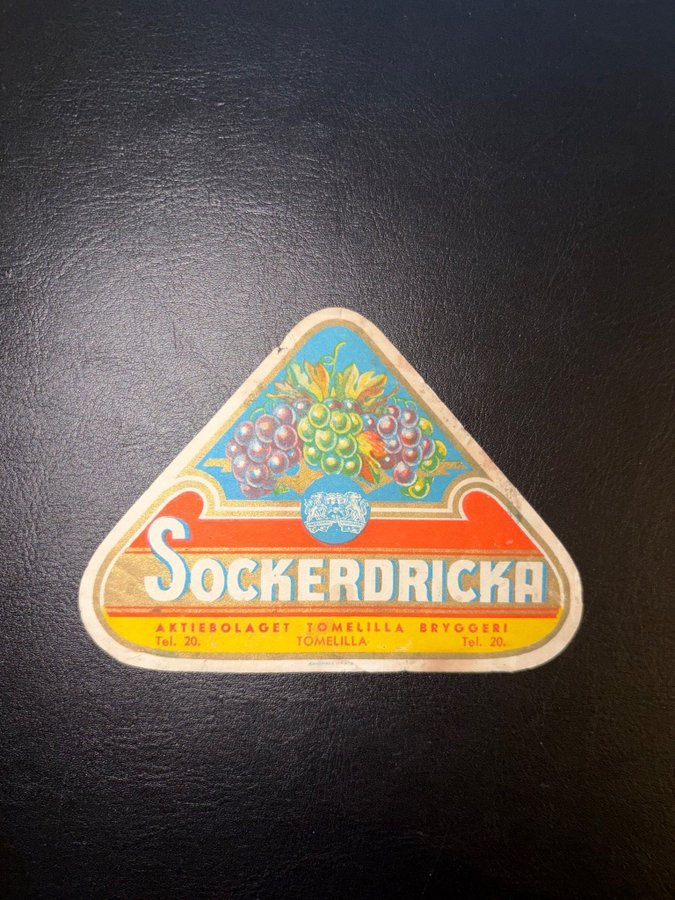 SOCKERDRICKA
AKTIEBOLAGET TOMELILLA BRYGGERI
Tel. 20. TOMELILLA Tel. 20.